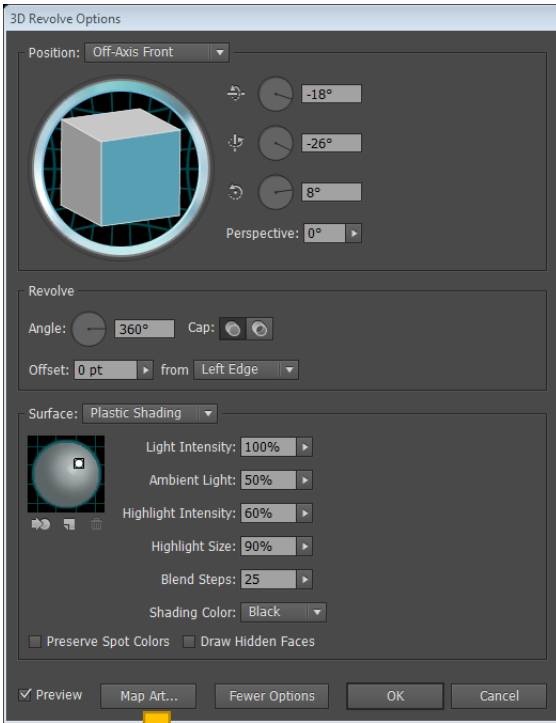 3D Revolve Options
Position: Off-Axis Front
-18°
-26°
8°
Perspective: 0°
Revolve
Angle: 360° Cap:
Offset: 0 pt from Left Edge
Surface: Plastic Shading
Light Intensity: 100%
Ambient Light: 50%
Highlight Intensity: 60%
Highlight Size: 90%
Blend Steps: 25
Shading Color: Black
Preserve Spot Colors Draw Hidden Faces
Preview Map Art... Fewer Options OK Cancel